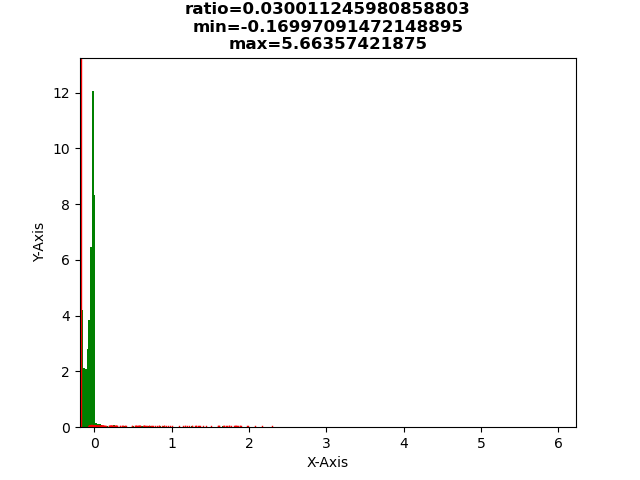 ratio=0.030011245980858803
min=-0.16997091472148895
max=5.66357421875
12
10
8
6
4
2
0
Y-Axis
0 1 2 3 4 5 6
X-Axis